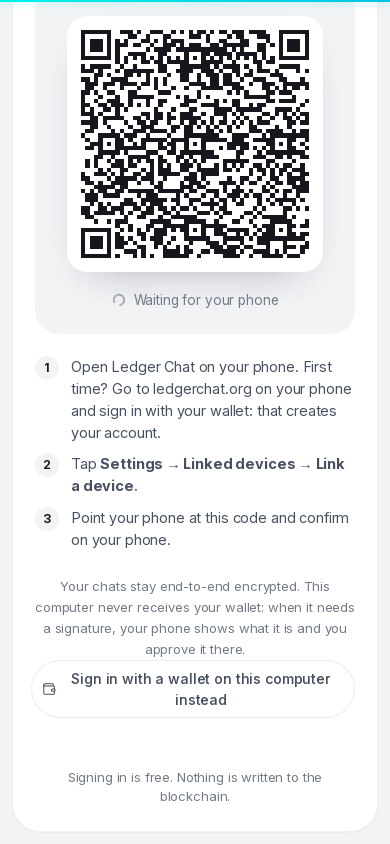 Waiting for your phone
1 Open Ledger Chat on your phone. First
time? Go to ledgerchat.org on your phone
and sign in with your wallet: that creates
your account.
2 Tap Settings → Linked devices → Link
a device.
3 Point your phone at this code and confirm
on your phone.
Your chats stay end-to-end encrypted. This
computer never receives your wallet: when it needs
a signature, your phone shows what it is and you
approve it there.
Sign in with a wallet on this computer
instead
Signing in is free. Nothing is written to the
blockchain.